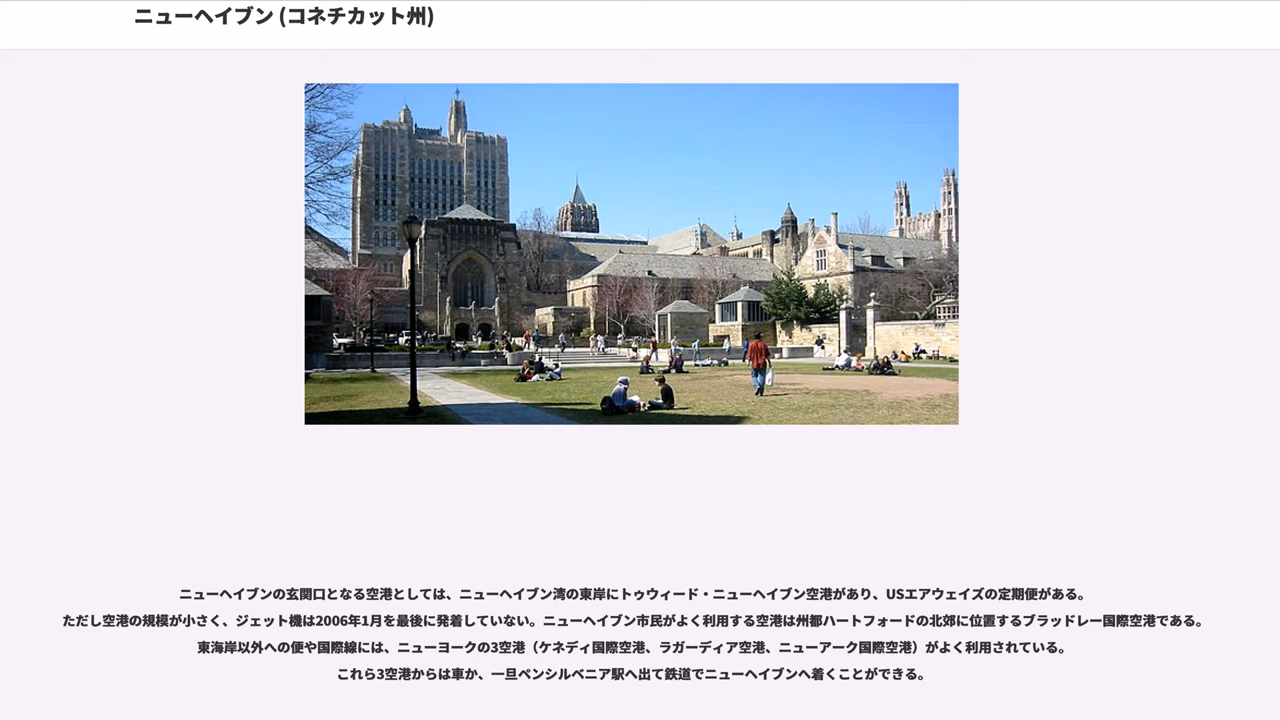 ニューヘイブン (コネチカット州)
ニューヘイブンの玄関口となる空港としては、ニューヘイブン湾の東岸にトゥウィード・ニューヘイブン空港があり、USエアウェイズの定期便がある。
ただし空港の規模が小さく、ジェット機は2006年1月を最後に発着していない。ニューヘイブン市民がよく利用する空港は州都ハートフォードの北郊に位置するブラッドレー国際空港である。
東海岸以外への便や国際線には、ニューヨークの3空港（ケネディ国際空港、ラガーディア空港、ニューアーク国際空港）がよく利用されている。
これら3空港からは車か、一旦ペンシルベニア駅へ出て鉄道でニューヘイブンへ着くことができる。